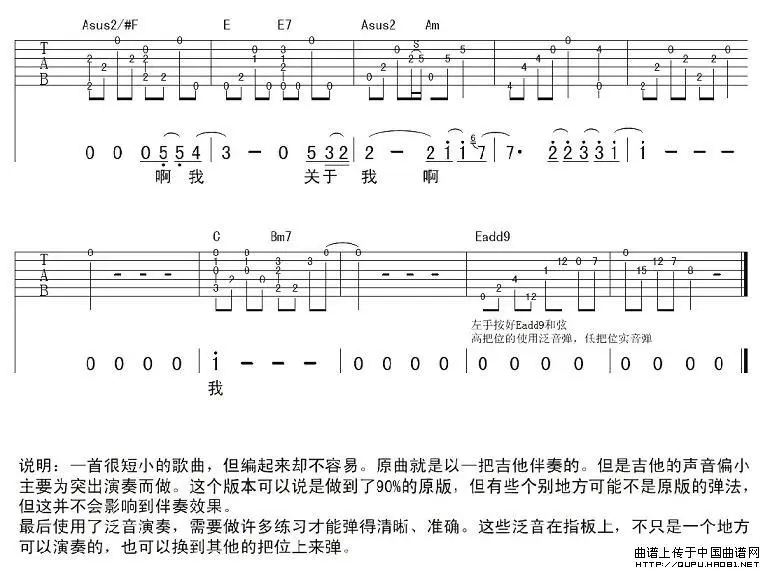 Asus2/#F E E7 Asus2 Am
T A B
0 0 0 5 5 4 3 - 0 5 3 2 2 - 2 1 1 6 7 7· 2 2 3 3 1 1 - - -
啊 我 关 于 我 啊
C Bm7 Eadd9
T A B
左手按好Eadd9和弦
高把位的使用泛音弹，低把位实音弹
0 0 0 0 1 - - - 0 0 0 0 0 0 0 0 0 0 0 0
我
说明：一首很短小的歌曲，但编起来却不容易。原曲就是以一把吉他伴奏的。但是吉他的声音偏小
主要为突出演奏而做。这个版本可以说是做到了90%的原版，但有些个别地方可能不是原版的弹法，
但这并不会影响到伴奏效果。
最后使用了泛音演奏，需要做许多练习才能弹得清晰、准确。这些泛音在指板上，不只是一个地方
可以演奏的，也可以换到其他的把位上来弹。
曲谱上传于中国曲谱网
HTTP://QUPU.HAO81.NET